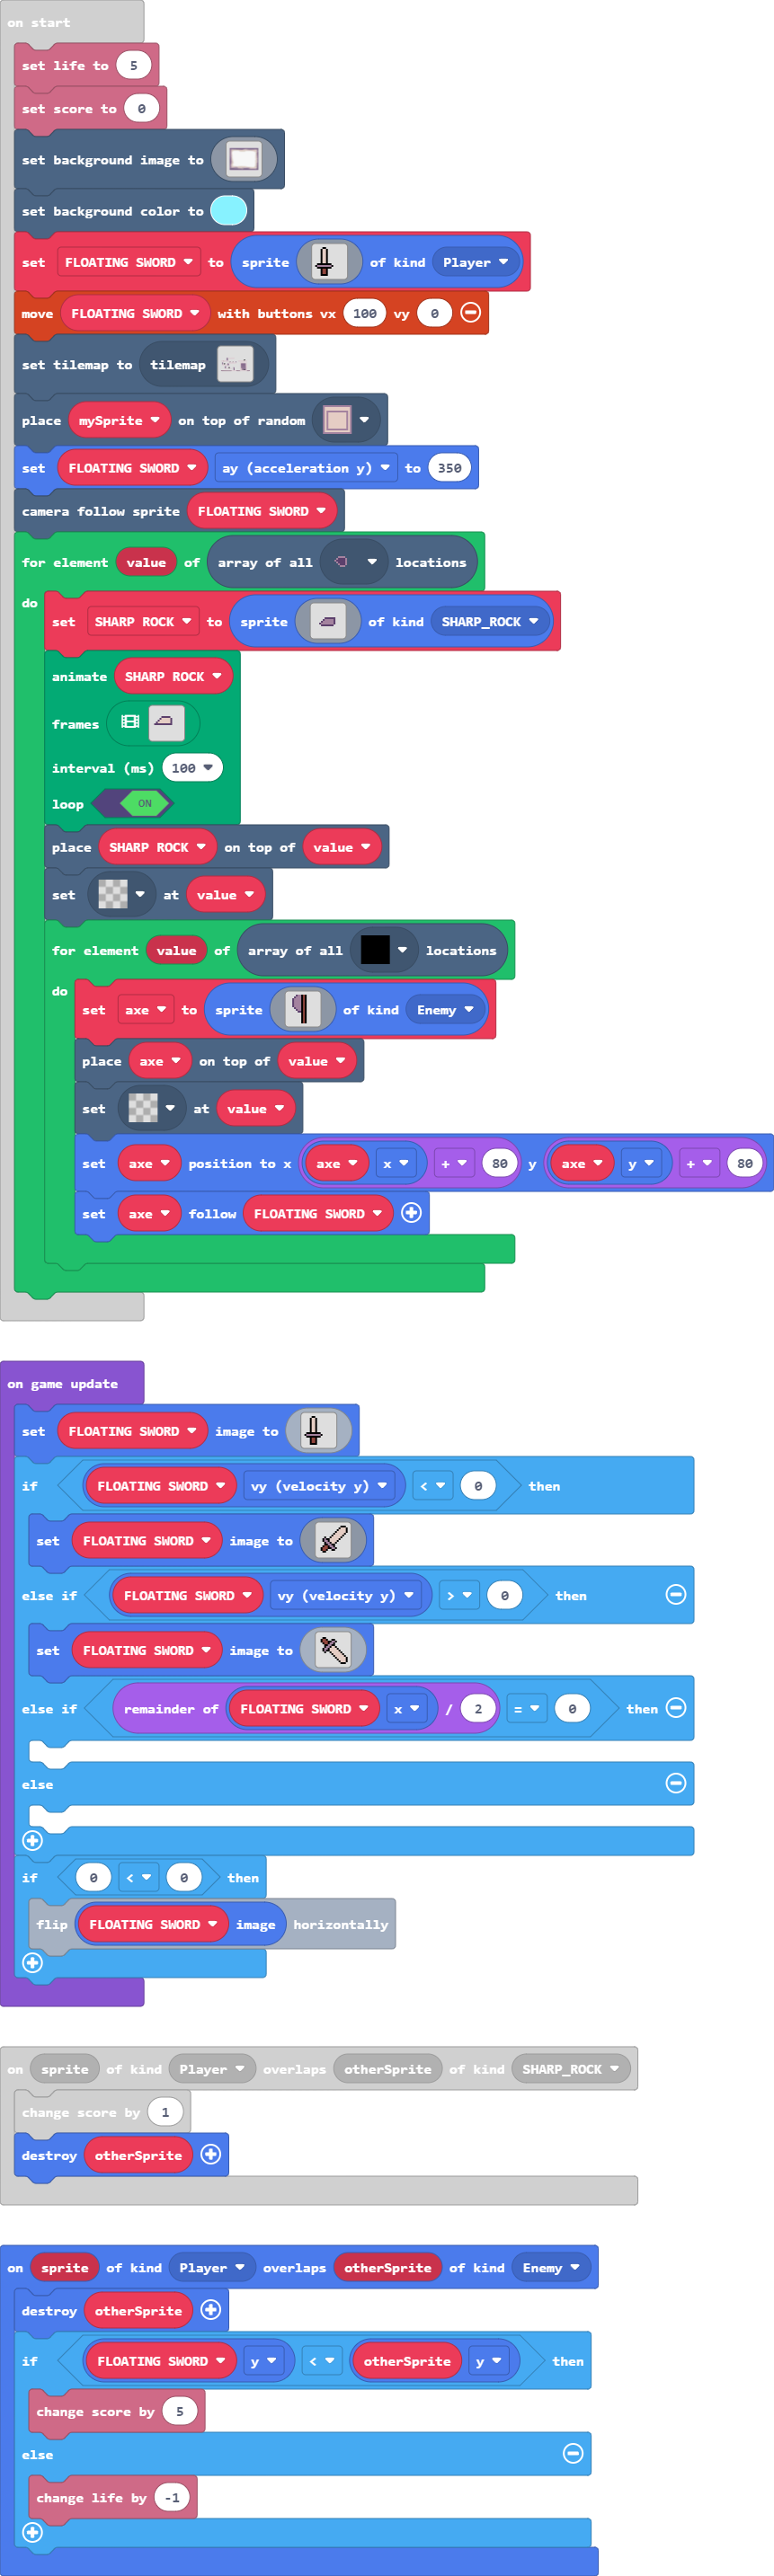 on start
set life to 5
set score to 0
set background image to
set background color to
set FLOATING SWORD to sprite of kind Player
move FLOATING SWORD with buttons vx 100 vy 0
set tilemap to tilemap
place mySprite on top of random
set FLOATING SWORD ay (acceleration y) to 350
camera follow sprite FLOATING SWORD
for element value of array of all locations
do
set SHARP ROCK to sprite of kind SHARP_ROCK
animate SHARP ROCK
frames
interval (ms) 100
loop ON
place SHARP ROCK on top of value
set at value
for element value of array of all locations
do
set axe to sprite of kind Enemy
place axe on top of value
set at value
set axe position to x axe x + 80 y axe y + 80
set axe follow FLOATING SWORD
on game update
set FLOATING SWORD image to
if FLOATING SWORD vy (velocity y) < 0 then
set FLOATING SWORD image to
else if FLOATING SWORD vy (velocity y) > 0 then
set FLOATING SWORD image to
else if remainder of FLOATING SWORD x / 2 = 0 then
else
if 0 < 0 then
flip FLOATING SWORD image horizontally
on sprite of kind Player overlaps otherSprite of kind SHARP_ROCK
change score by 1
destroy otherSprite
on sprite of kind Player overlaps otherSprite of kind Enemy
destroy otherSprite
if FLOATING SWORD y < otherSprite y then
change score by 5
else
change life by -1